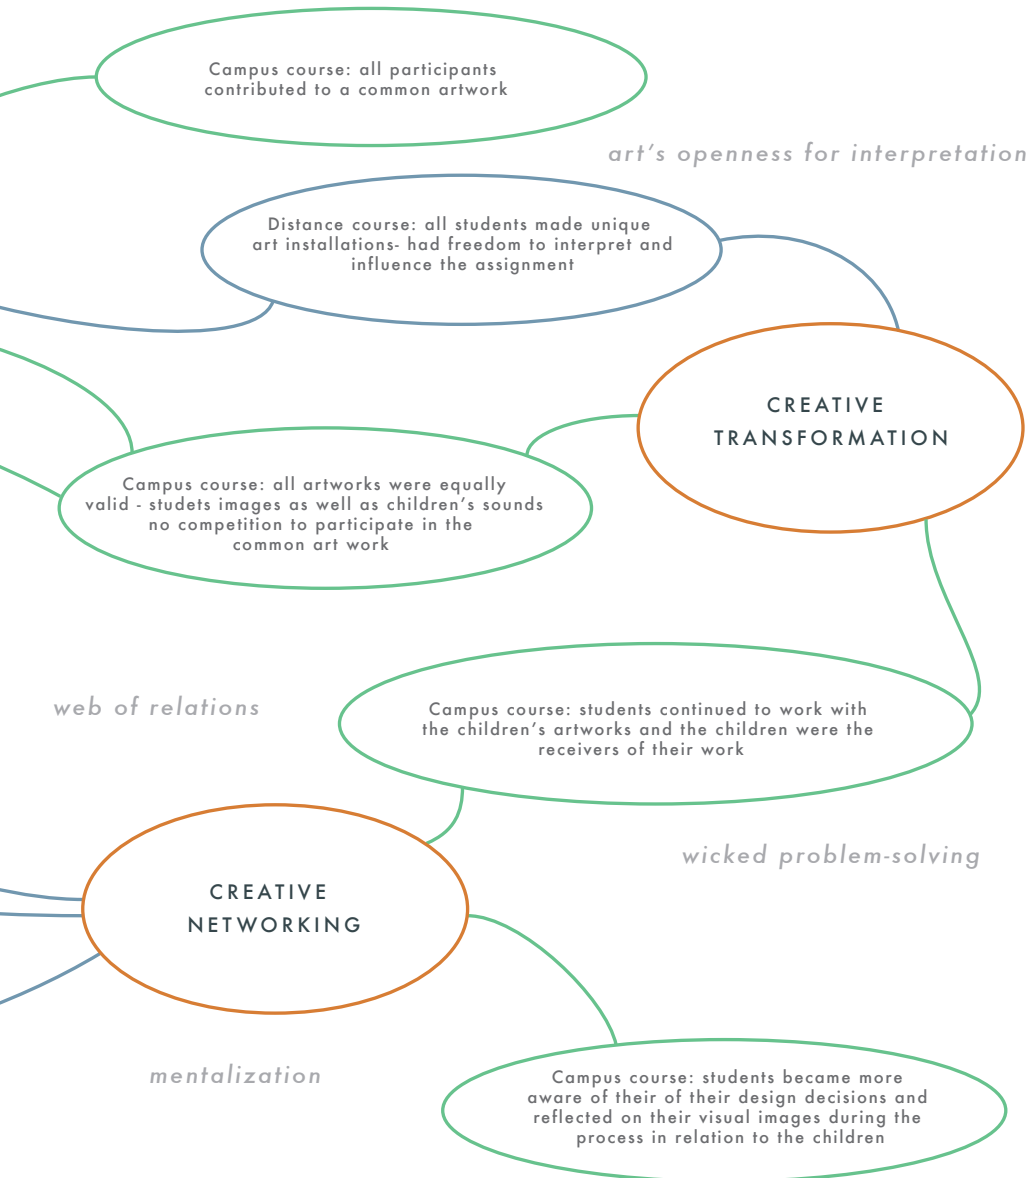 Campus course: all participants
contributed to a common artwork
art's openness for interpretation
Distance course: all students made unique
art installations- had freedom to interpret and
influence the assignment
CREATIVE
TRANSFORMATION
Campus course: all artworks were equally
valid - studets images as well as children's sounds
no competition to participate in the
common art work
web of relations
Campus course: students continued to work with
the children's artworks and the children were the
receivers of their work
wicked problem-solving
CREATIVE
NETWORKING
mentalization
Campus course: students became more
aware of their of their design decisions and
reflected on their visual images during the
process in relation to the children